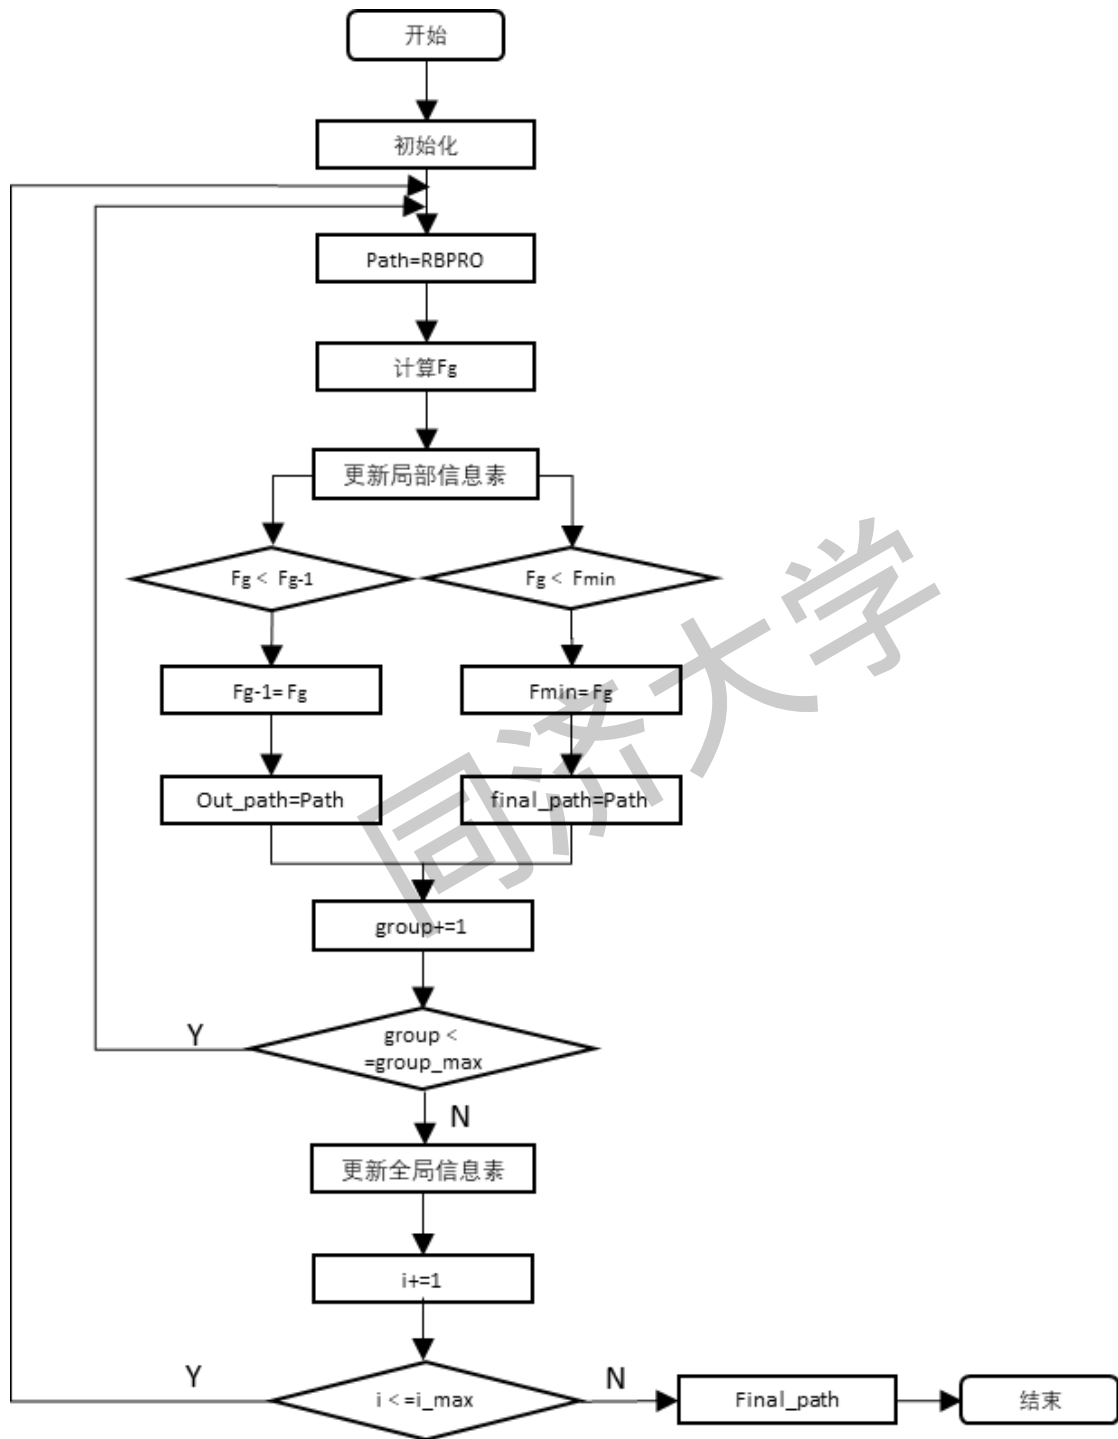 开始
初始化
Path=RBPRO
计算Fg
更新局部信息素
Fg < Fg-1
Fg < Fmin
Fg-1= Fg
Fmin= Fg
Out_path=Path
final_path=Path
group+=1
group <
=group_max
Y
N
更新全局信息素
i+=1
i < =i_max
Y
N
Final_path
结束
同济大学